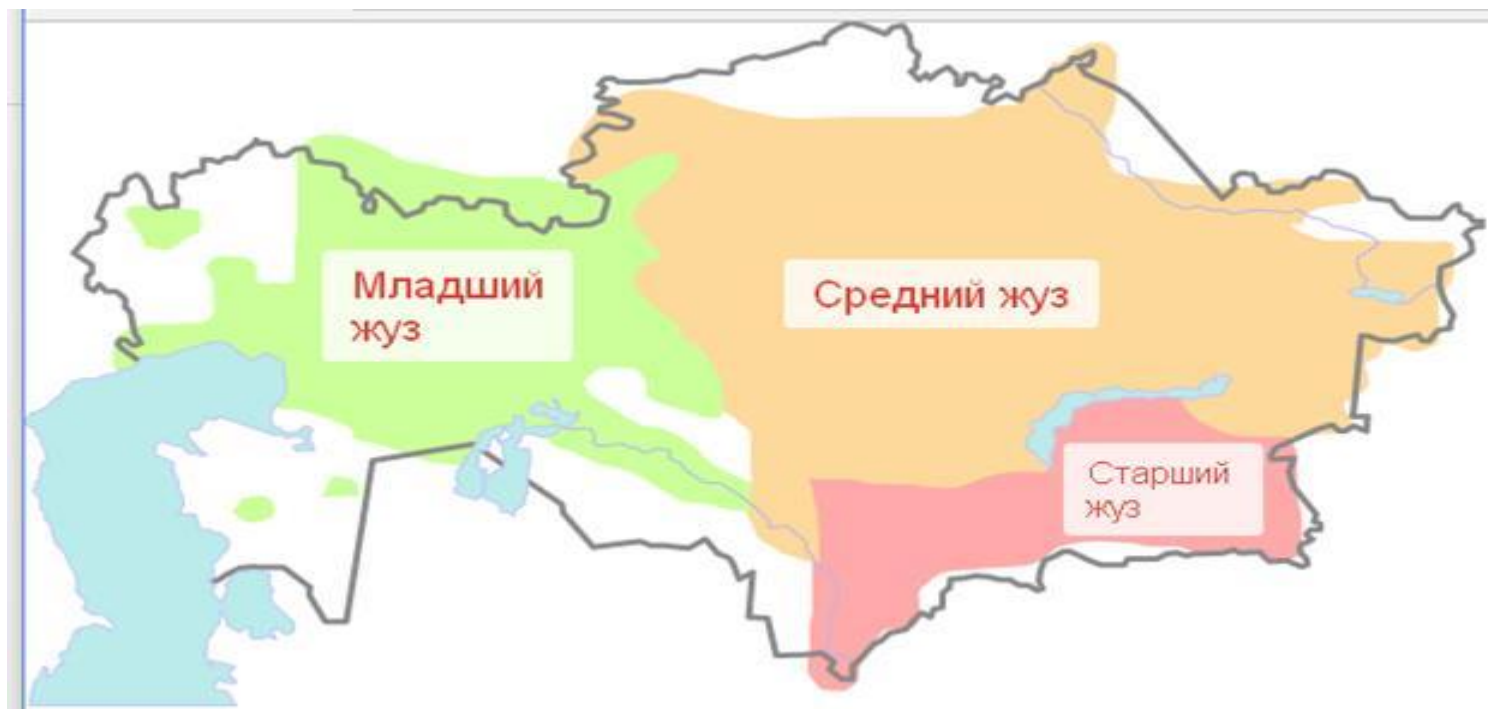 Младший
жуз
Средний жуз
Старший
жуз